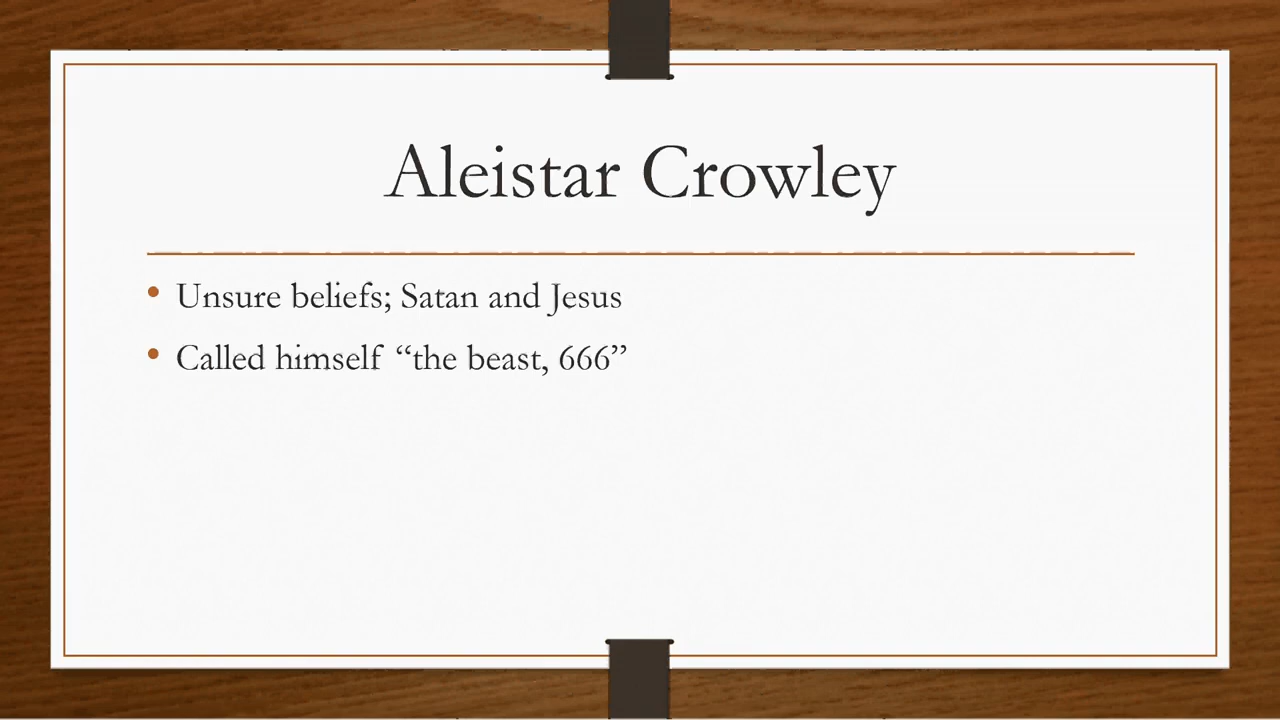 Aleistar Crowley
• Unsure beliefs; Satan and Jesus
• Called himself “the beast, 666”